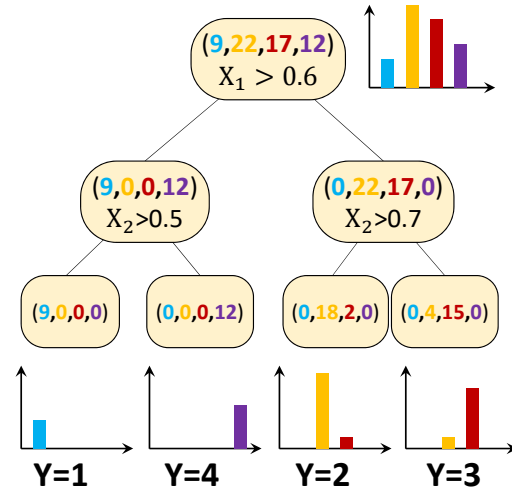 (9,22,17,12)
X₁ > 0.6
(9,0,0,12)
X₂>0.5
(0,22,17,0)
X₂>0.7
(9,0,0,0)
(0,0,0,12)
(0,18,2,0)
(0,4,15,0)
Y=1
Y=4
Y=2
Y=3